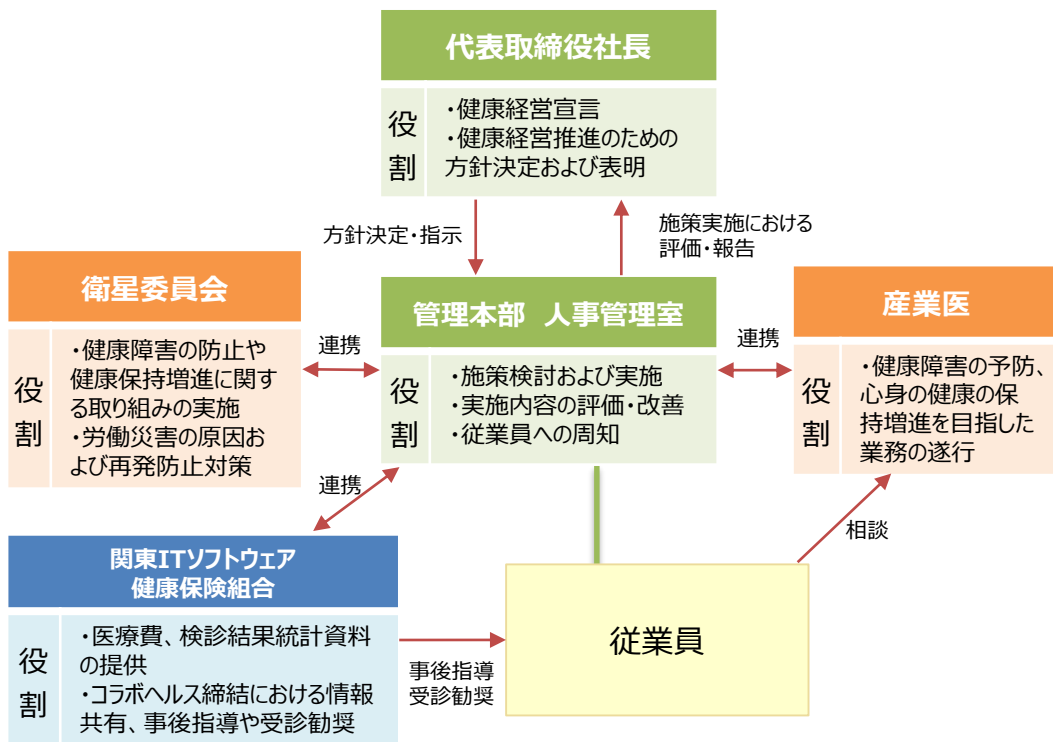 代表取締役社長
役割
・健康経営宣言
・健康経営推進のための
方針決定および表明
方針決定・指示
施策実施における
評価・報告
衛星委員会
役割
・健康障害の防止や
健康保持増進に関す
る取り組みの実施
・労働災害の原因お
よび再発防止対策
連携
管理本部 人事管理室
役割
・施策検討および実施
・実施内容の評価・改善
・従業員への周知
連携
産業医
役割
・健康障害の予防、
心身の健康の保
持増進を目指した
業務の遂行
連携
相談
関東ITソフトウェア
健康保険組合
役割
・医療費、検診結果統計資料
の提供
・コラボヘルス締結における情報
共有、事後指導や受診勧奨
事後指導
受診勧奨
従業員